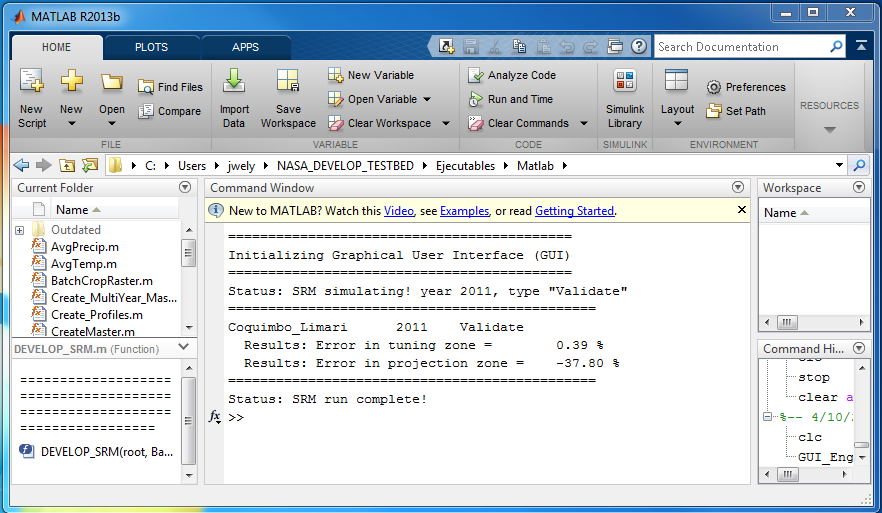 MATLAB R2013b
HOME PLOTS APPS
Search Documentation
New Script
New
Open
Find Files
Compare
Import Data
Save Workspace
New Variable
Open Variable
Clear Workspace
Analyze Code
Run and Time
Clear Commands
Simulink Library
Layout
Preferences
Set Path
RESOURCES
FILE VARIABLE CODE SIMULINK ENVIRONMENT
C: Users jwely NASA_DEVELOP_TESTBED Ejecutables Matlab
Current Folder
Name
Outdated
AvgPrecip.m
AvgTemp.m
BatchCropRaster.m
Create_MultiYear_Mas...
Create_Profiles.m
CreateMaster.m
DEVELOP_SRM.m (Function)
====================
====================
====================
====================
==================
DEVELOP_SRM(root, Ba...
Command Window
New to MATLAB? Watch this Video, see Examples, or read Getting Started.
==========================================
Initializing Graphical User Interface (GUI)
==========================================
Status: SRM simulating! year 2011, type "Validate"
=============================================
Coquimbo_Limari 2011 Validate
Results: Error in tuning zone = 0.39 %
Results: Error in projection zone = -37.80 %
=============================================
Status: SRM run complete!
fx >>
Workspace
Name
Command Hi...
stop
clear a
%-- 4/10/
clc
GUI_Eng